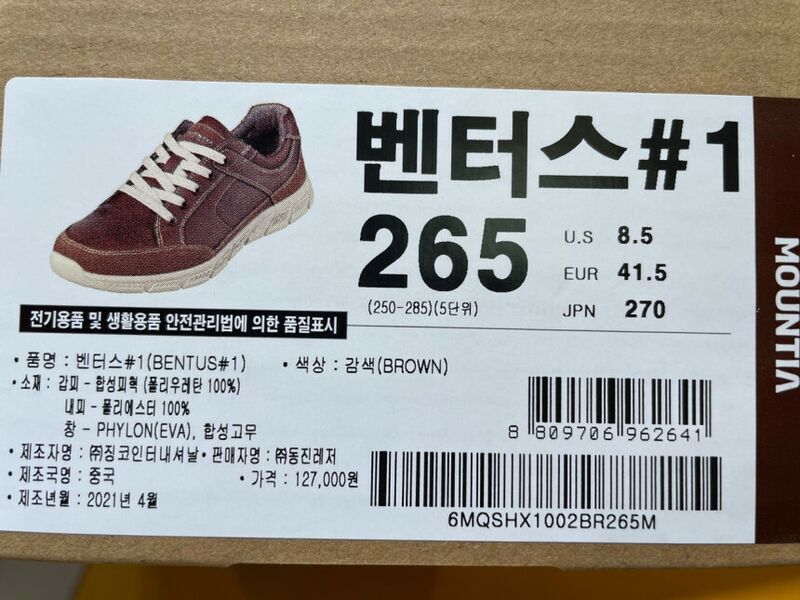 벤터스#1
265
(250-285)(5단위)
U.S 8.5
EUR 41.5
JPN 270
MOUNTIA
전기용품 및 생활용품 안전관리법에 의한 품질표시
• 품명 : 벤터스#1(BENTUS#1) • 색상 : 감색(BROWN)
• 소재 : 갑피 - 합성피혁 (폴리우레탄 100%)
내피 - 폴리에스터 100%
창 - PHYLON(EVA), 합성고무
• 제조자명 : ㈜징코인터내셔날 • 판매자명 : ㈜동진레저
• 제조국명 : 중국 • 가격 : 127,000원
• 제조년월 : 2021년 4월
8 809706 962641
6MQSHX1002BR265M